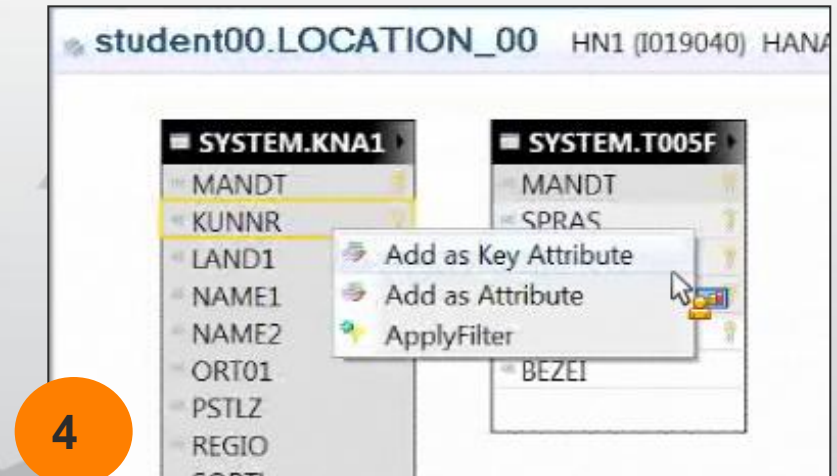 student00.LOCATION_00 HN1 (I019040) HANA
SYSTEM.KNA1
MANDT
KUNNR
LAND1
NAME1
NAME2
ORT01
PSTLZ
REGIO
SYSTEM.T005F
MANDT
SPRAS
BEZEI
Add as Key Attribute
Add as Attribute
ApplyFilter
4